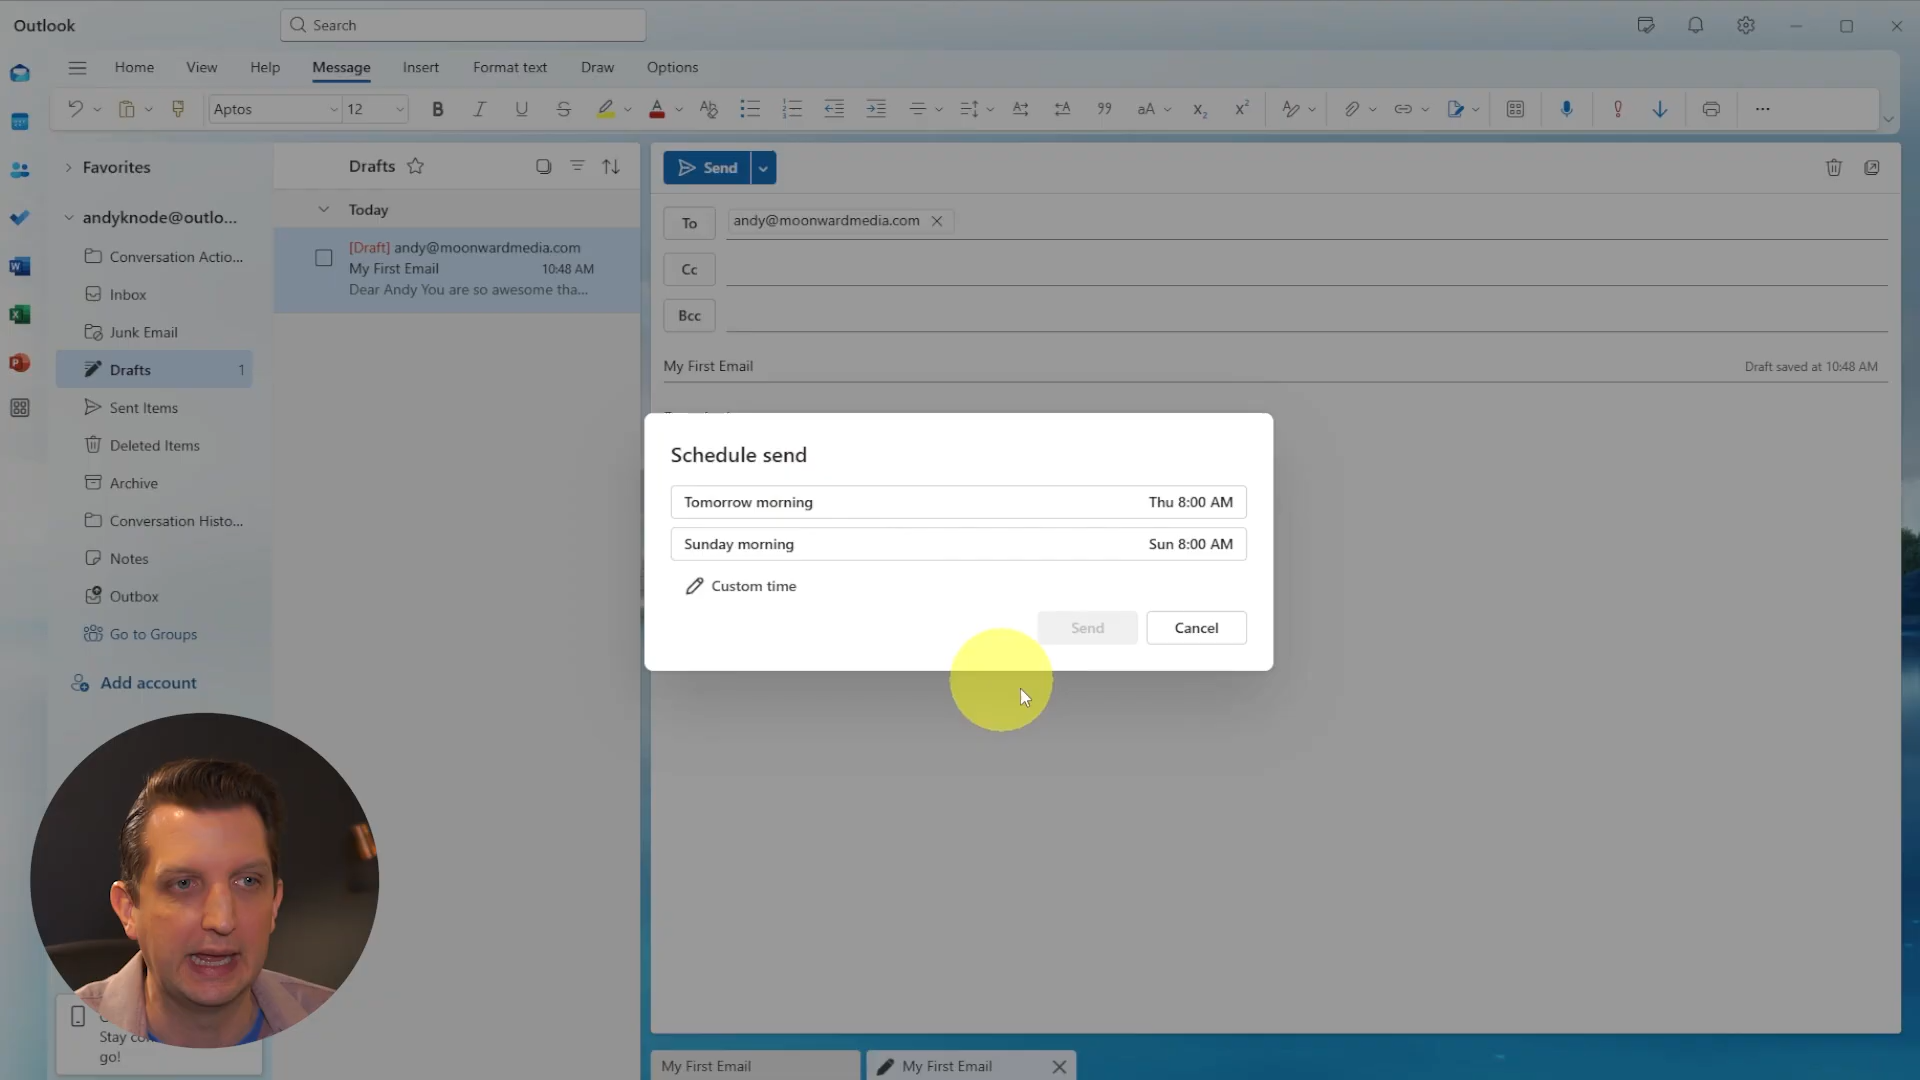 Outlook
Search
Home View Help Message Insert Format text Draw Options
Aptos 12
Favorites
andyknode@outlo...
Conversation Actio...
Inbox
Junk Email
Drafts 1
Sent Items
Deleted Items
Archive
Conversation Histo...
Notes
Outbox
Go to Groups
Add account
go!
Drafts
Today
[Draft] andy@moonwardmedia.com
My First Email 10:48 AM
Dear Andy You are so awesome tha...
Send
To andy@moonwardmedia.com
Cc
Bcc
My First Email Draft saved at 10:48 AM
Schedule send
Tomorrow morning Thu 8:00 AM
Sunday morning Sun 8:00 AM
Custom time
Send Cancel
My First Email My First Email